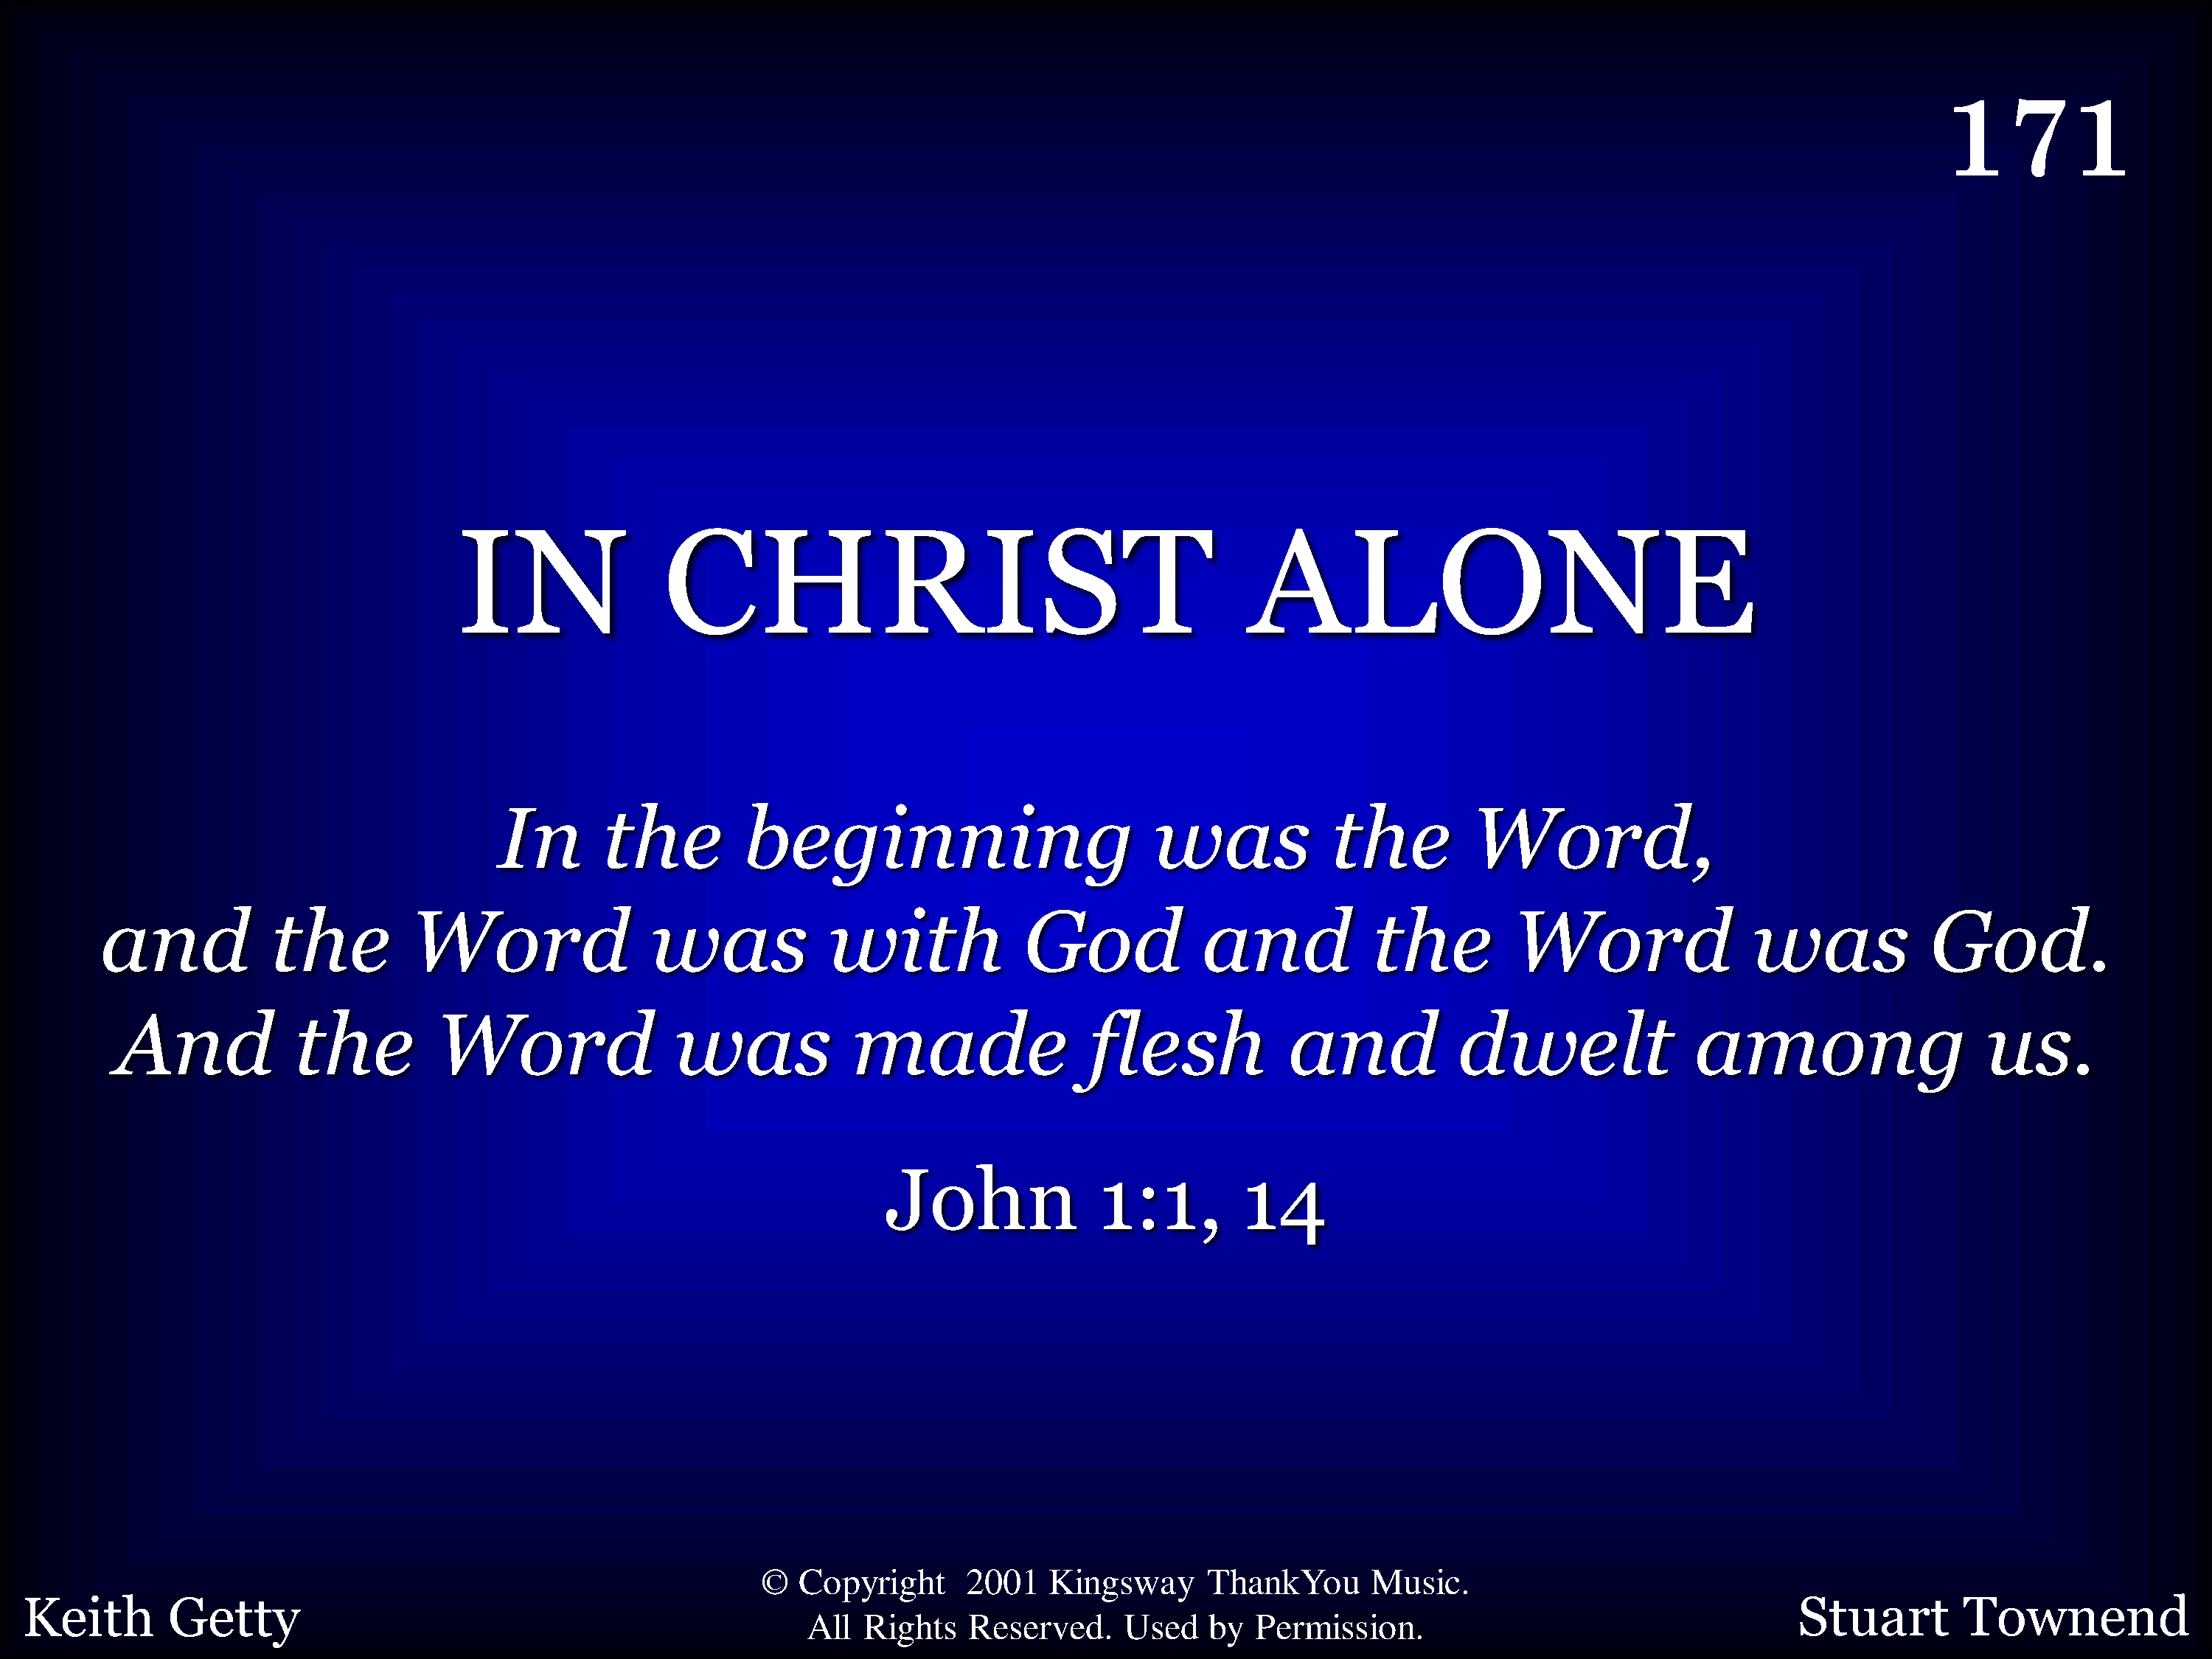 171
IN CHRIST ALONE
In the beginning was the Word,
and the Word was with God and the Word was God.
And the Word was made flesh and dwelt among us.
John 1:1, 14
© Copyright 2001 Kingsway ThankYou Music.
All Rights Reserved. Used by Permission.
Keith Getty
Stuart Townend